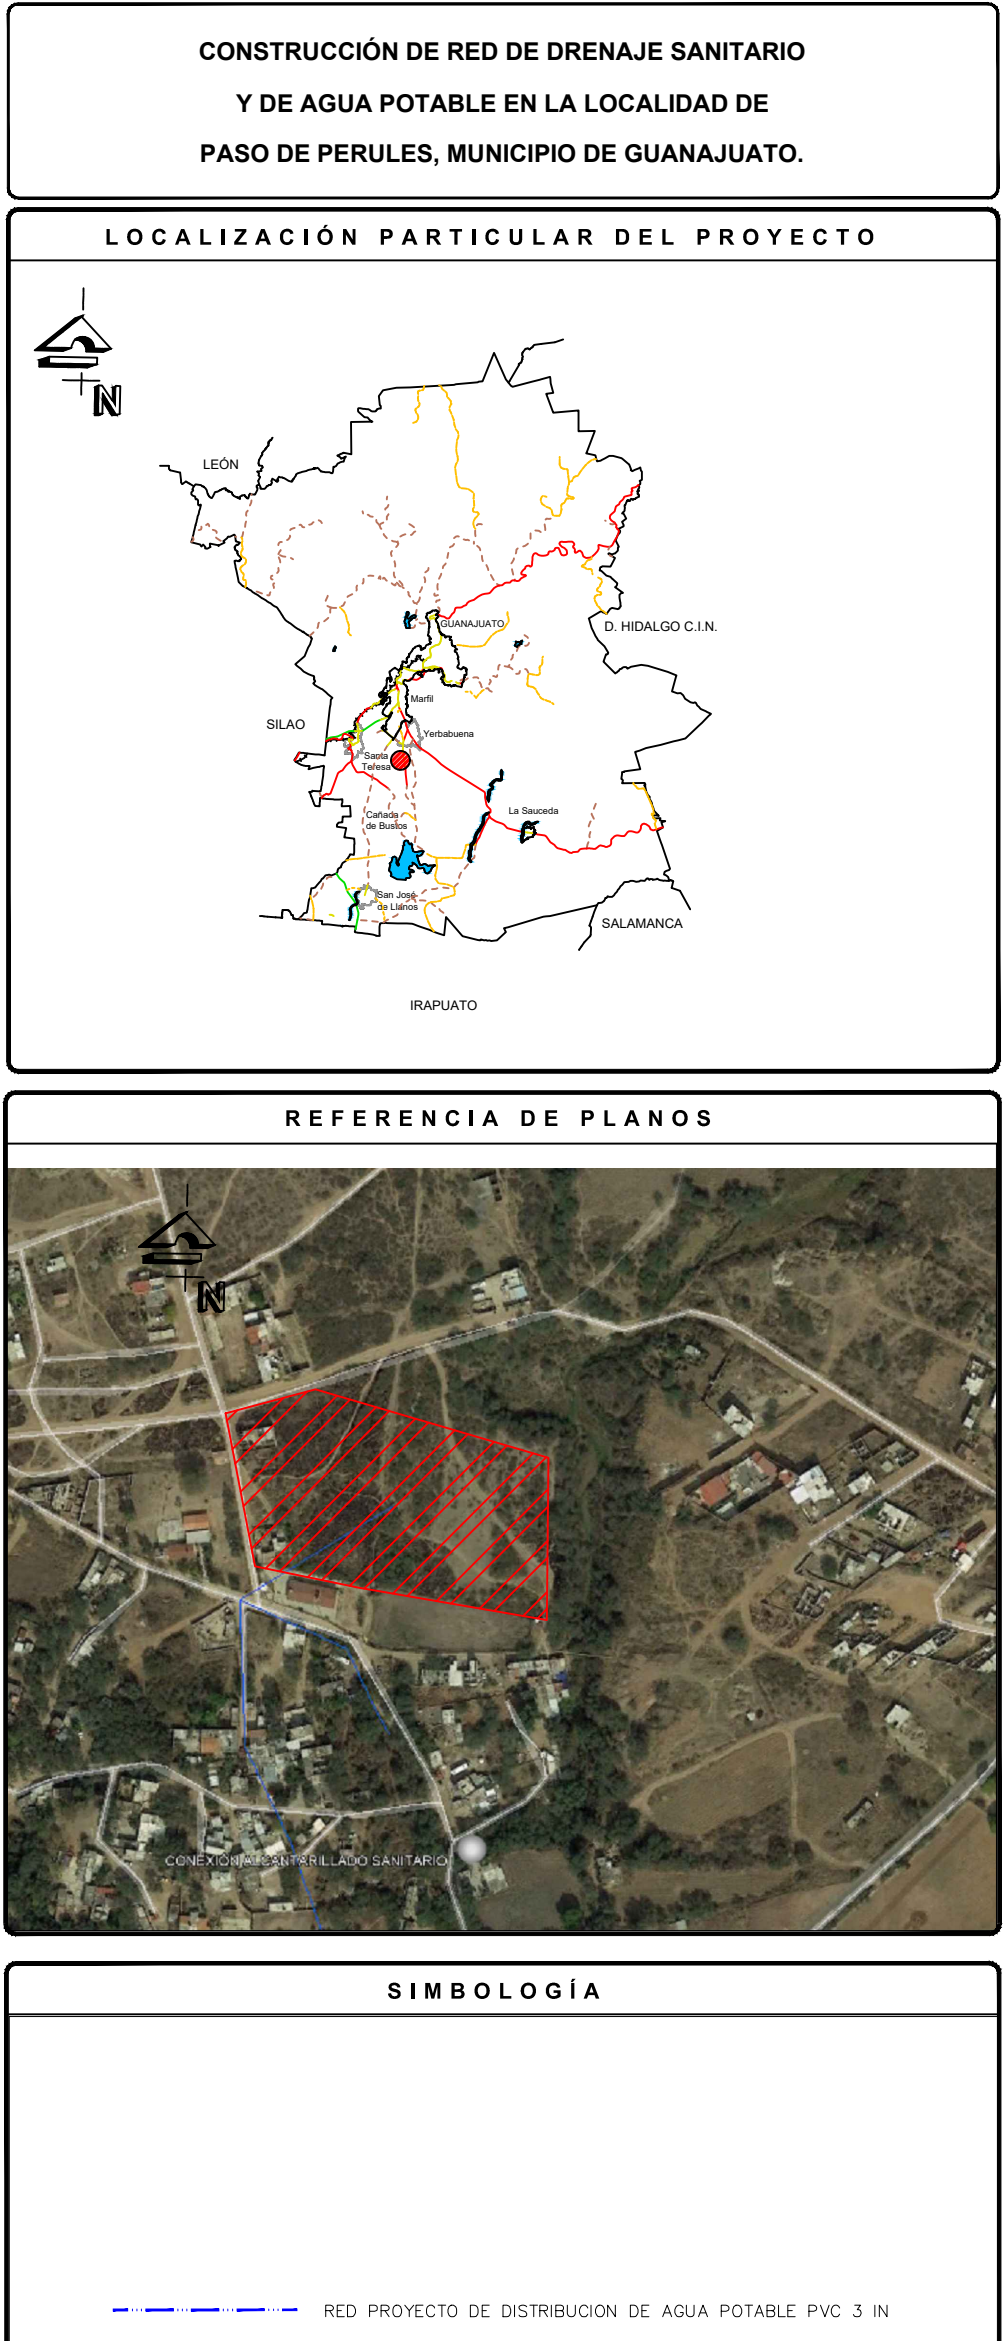 CONSTRUCCIÓN DE RED DE DRENAJE SANITARIO
Y DE AGUA POTABLE EN LA LOCALIDAD DE
PASO DE PERULES, MUNICIPIO DE GUANAJUATO.
LOCALIZACIÓN PARTICULAR DEL PROYECTO
N
LEÓN
GUANAJUATO
D. HIDALGO C.I.N.
Marfil
SILAO
Yerbabuena
Santa
Teresa
La Sauceda
Cañada
de Bustos
San José
de Llanos
SALAMANCA
IRAPUATO
REFERENCIA DE PLANOS
N
CONEXIÓN ALCANTARILLADO SANITARIO
SIMBOLOGÍA
RED PROYECTO DE DISTRIBUCION DE AGUA POTABLE PVC 3 IN